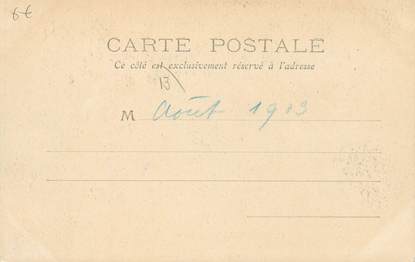 6€
CARTE POSTALE
Ce côté est exclusivement réservé à l'adresse
13
M août 1903